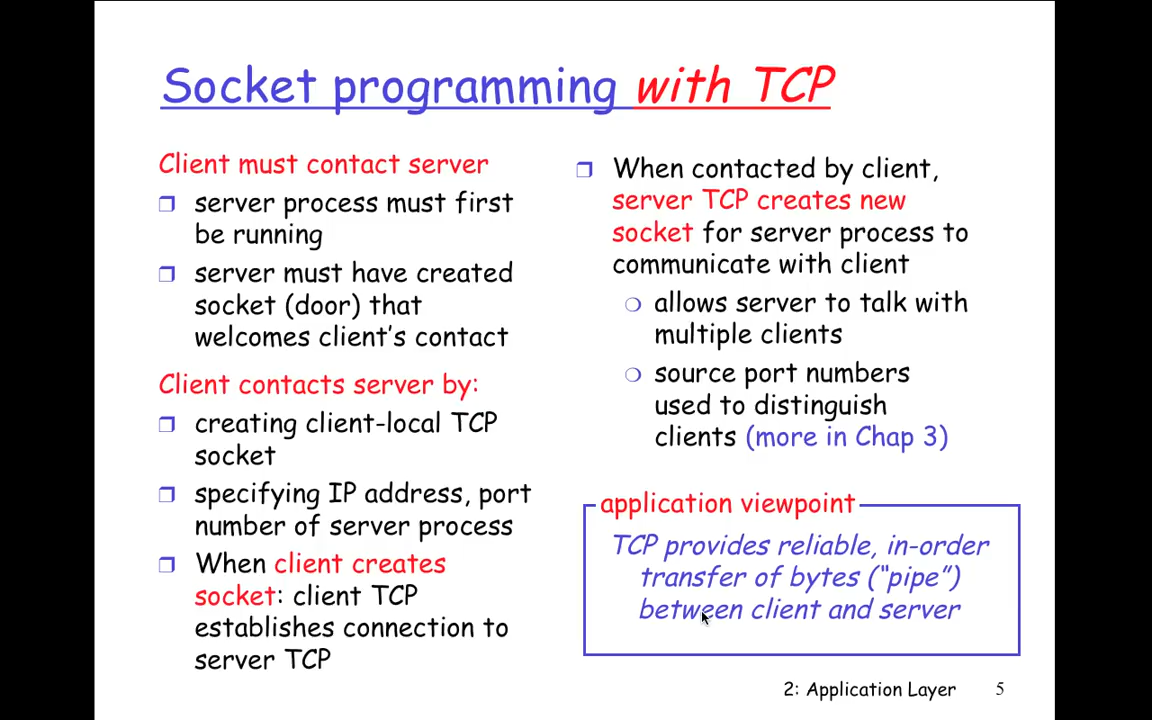 Socket programming with TCP
Client must contact server
server process must first
be running
server must have created
socket (door) that
welcomes client's contact
Client contacts server by:
creating client-local TCP
socket
specifying IP address, port
number of server process
When client creates
socket: client TCP
establishes connection to
server TCP
When contacted by client,
server TCP creates new
socket for server process to
communicate with client
allows server to talk with
multiple clients
source port numbers
used to distinguish
clients (more in Chap 3)
application viewpoint
TCP provides reliable, in-order
transfer of bytes (“pipe”)
between client and server
2: Application Layer 5